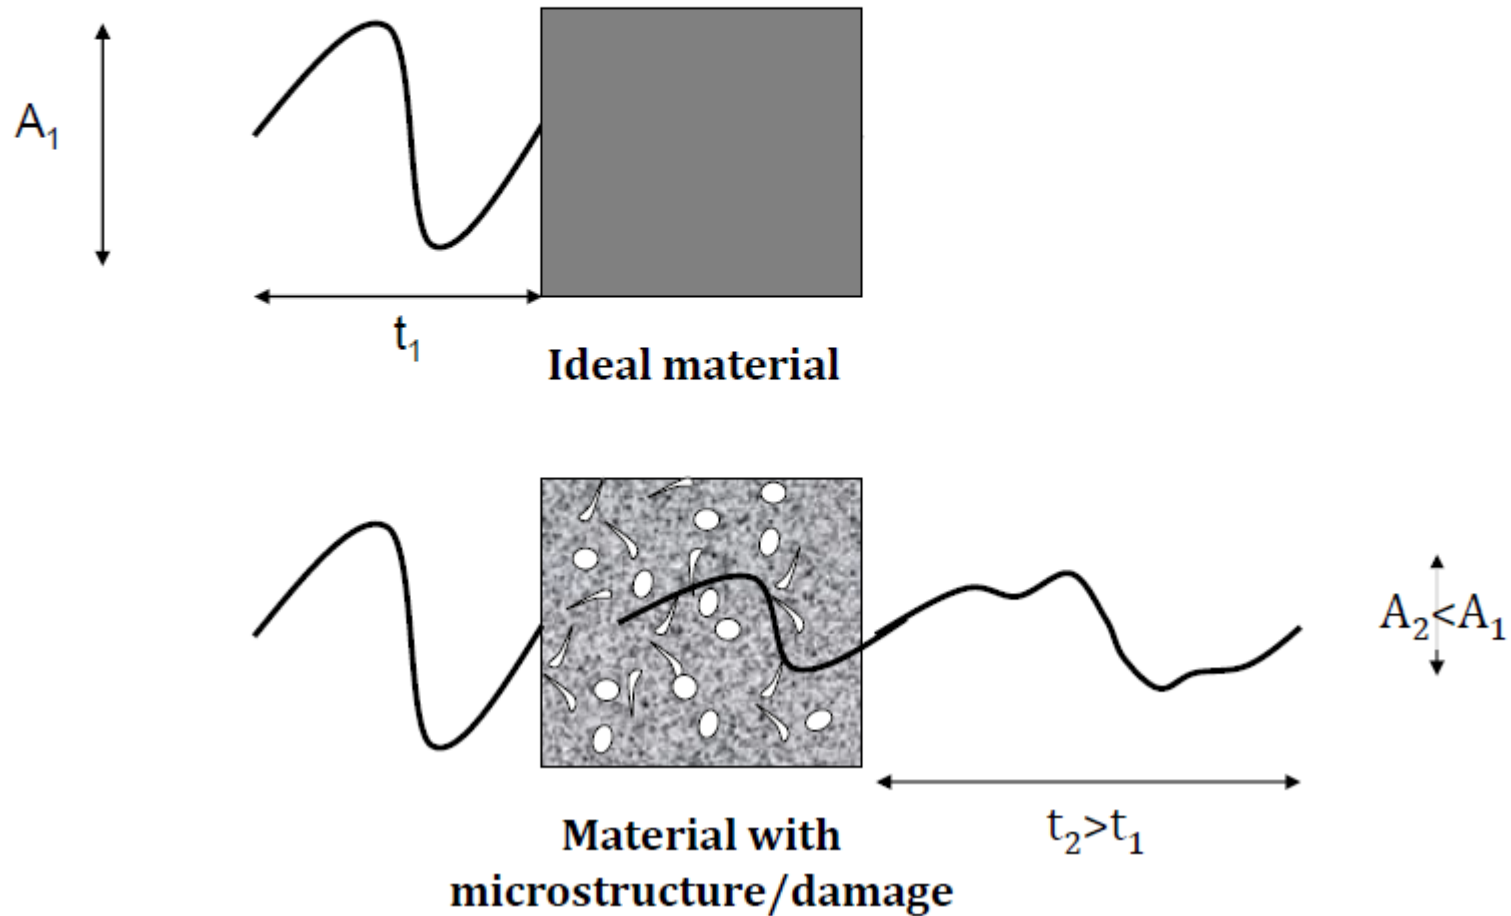 A₁
t₁
Ideal material
A₂<A₁
t₂>t₁
Material with
microstructure/damage